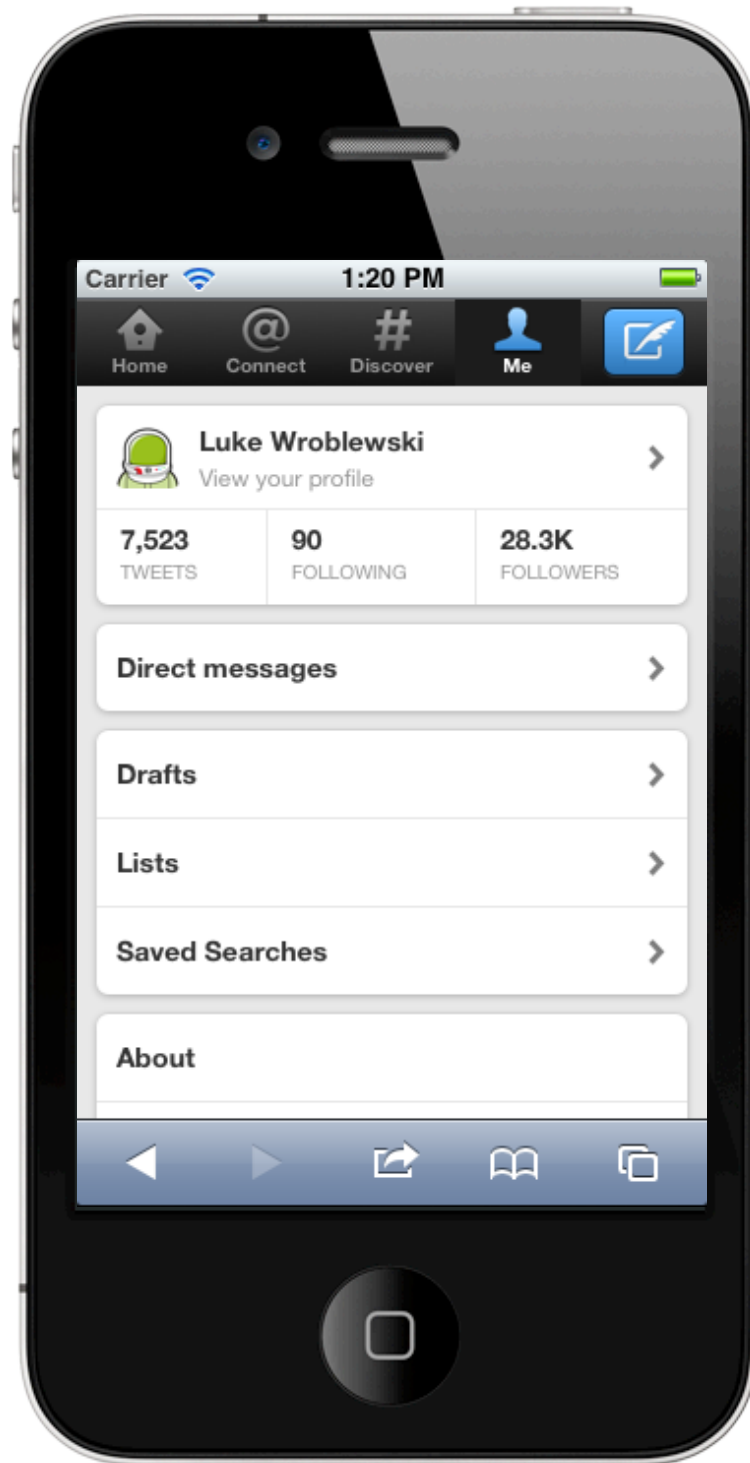 Carrier 1:20 PM
Home Connect Discover Me
Luke Wroblewski
View your profile
7,523 90 28.3K
TWEETS FOLLOWING FOLLOWERS
Direct messages
Drafts
Lists
Saved Searches
About